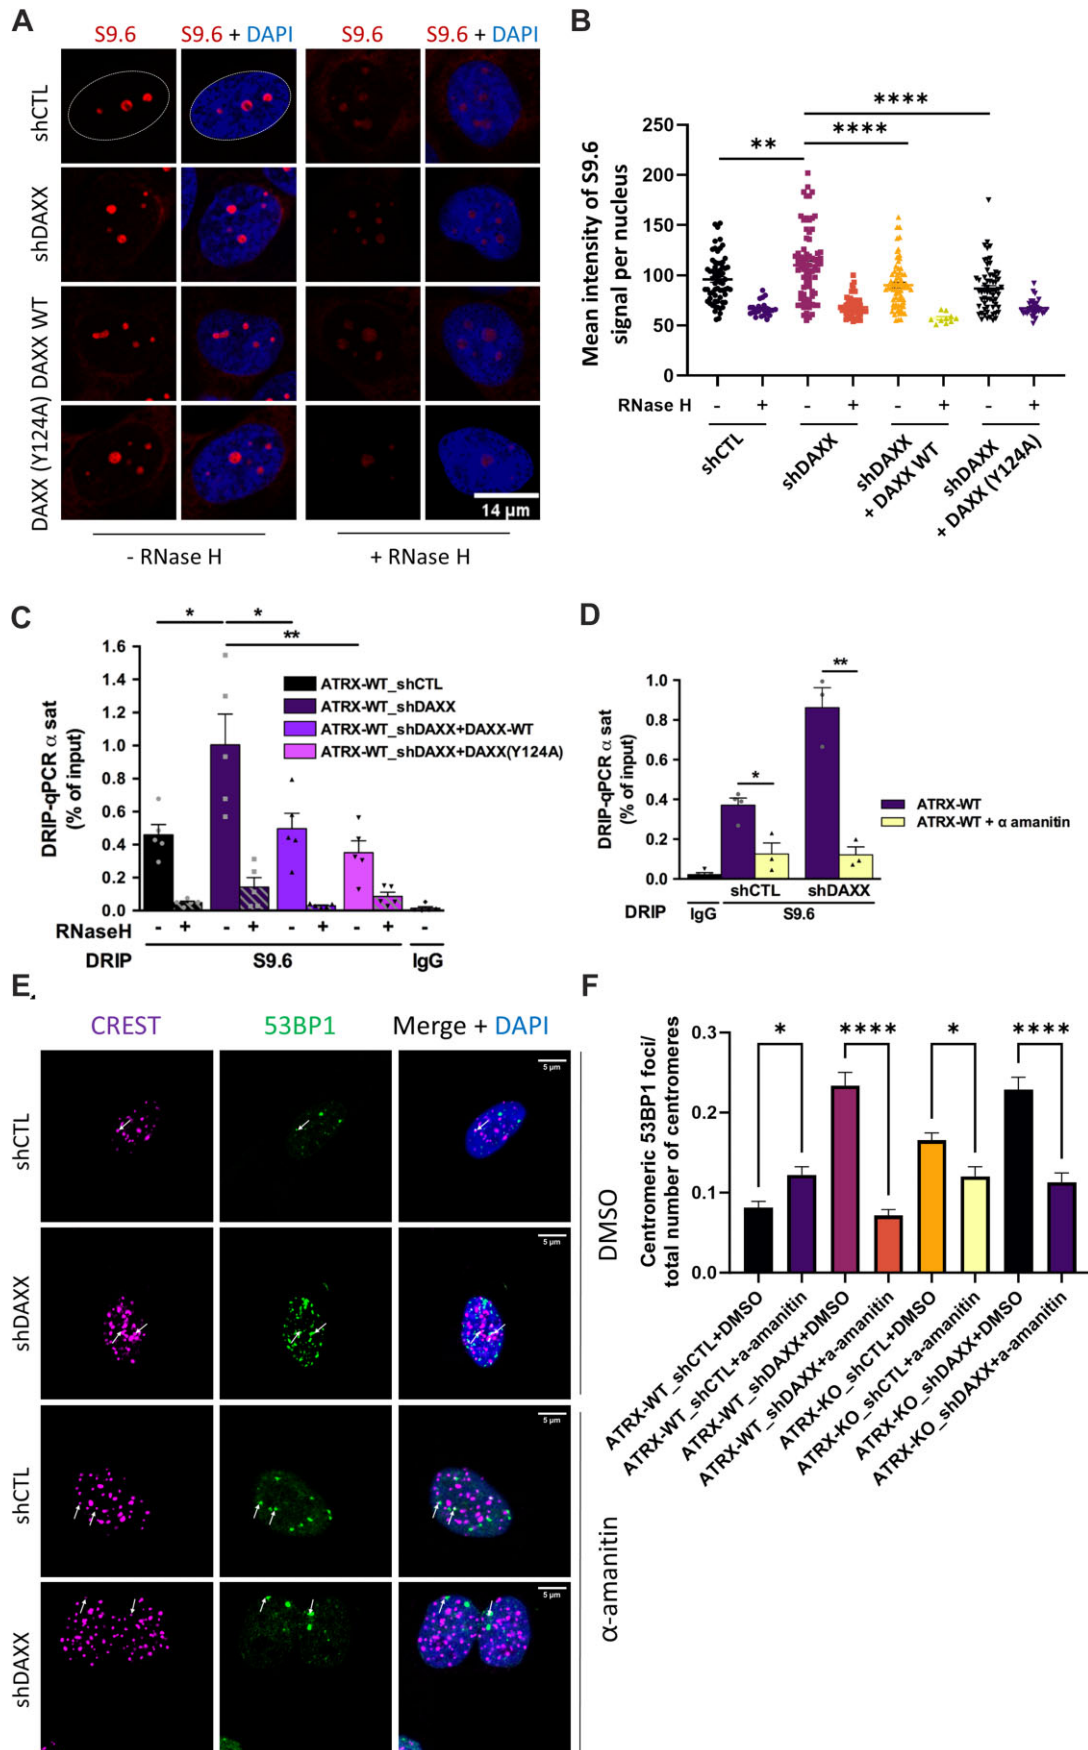 A
S9.6
S9.6 + DAPI
S9.6
S9.6 + DAPI
shCTL
shDAXX
DAXX WT
DAXX (Y124A)
14 µm
- RNase H
+ RNase H
B
Mean intensity of S9.6
signal per nucleus
250
200
150
100
50
0
**
****
****
RNase H
- + - + - + - +
shCTL
shDAXX
shDAXX
+ DAXX WT
shDAXX
+ DAXX (Y124A)
C
DRIP-qPCR α sat
(% of input)
1.6
1.4
1.2
1.0
0.8
0.6
0.4
0.2
0.0
*
*
**
ATRX-WT_shCTL
ATRX-WT_shDAXX
ATRX-WT_shDAXX+DAXX-WT
ATRX-WT_shDAXX+DAXX(Y124A)
RNaseH
- + - + - + - + -
DRIP
S9.6
IgG
D
DRIP-qPCR α sat
(% of input)
1.0
0.8
0.6
0.4
0.2
0.0
*
**
ATRX-WT
ATRX-WT + α amanitin
shCTL
shDAXX
DRIP
IgG
S9.6
E
CREST
53BP1
Merge + DAPI
shCTL
5 µm
shDAXX
5 µm
DMSO
shCTL
5 µm
shDAXX
5 µm
α-amanitin
F
Centromeric 53BP1 foci/
total number of centromeres
0.3
0.2
0.1
0.0
*
****
*
****
ATRX-WT_shCTL+DMSO
ATRX-WT_shCTL+a-amanitin
ATRX-WT_shDAXX+DMSO
ATRX-WT_shDAXX+a-amanitin
ATRX-KO_shCTL+DMSO
ATRX-KO_shCTL+a-amanitin
ATRX-KO_shDAXX+DMSO
ATRX-KO_shDAXX+a-amanitin